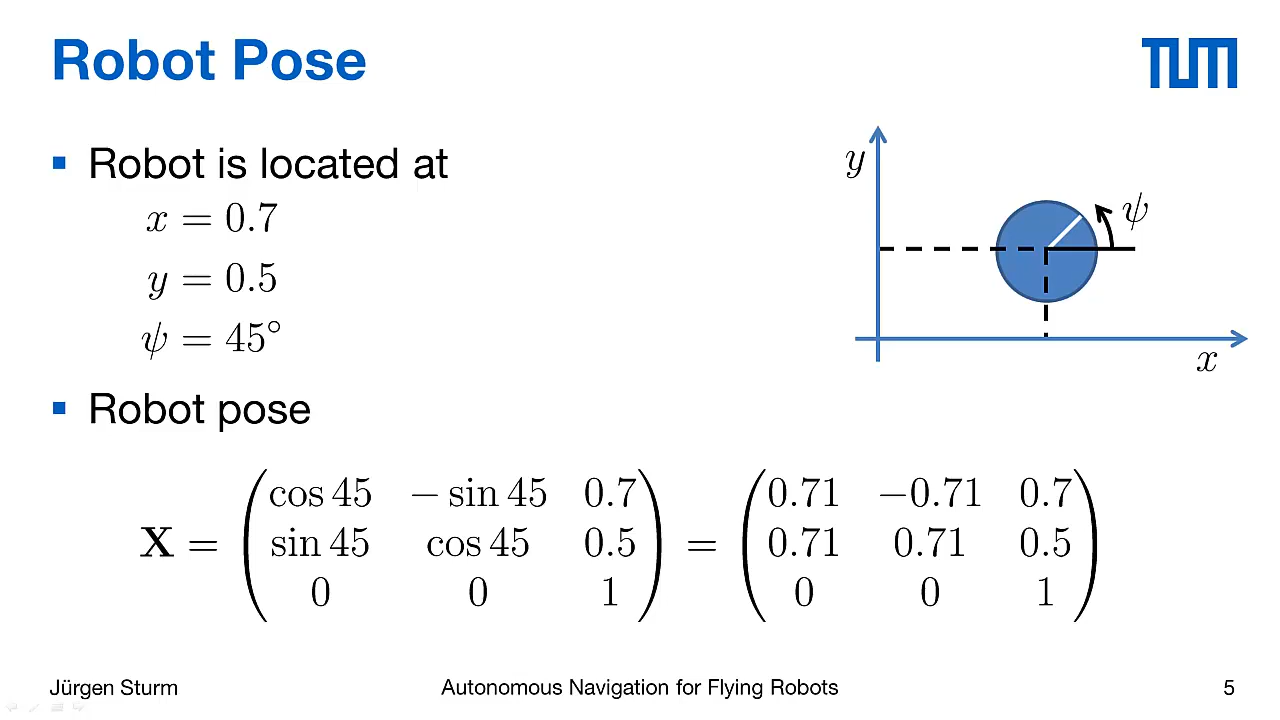 Robot Pose
TUM
Robot is located at
x = 0.7
y = 0.5
ψ = 45°
y
ψ
x
Robot pose
X = ( cos 45 − sin 45 0.7 ) = ( 0.71 −0.71 0.7 )
sin 45 cos 45 0.5 0.71 0.71 0.5
0 0 1 0 0 1
Jürgen Sturm
Autonomous Navigation for Flying Robots
5